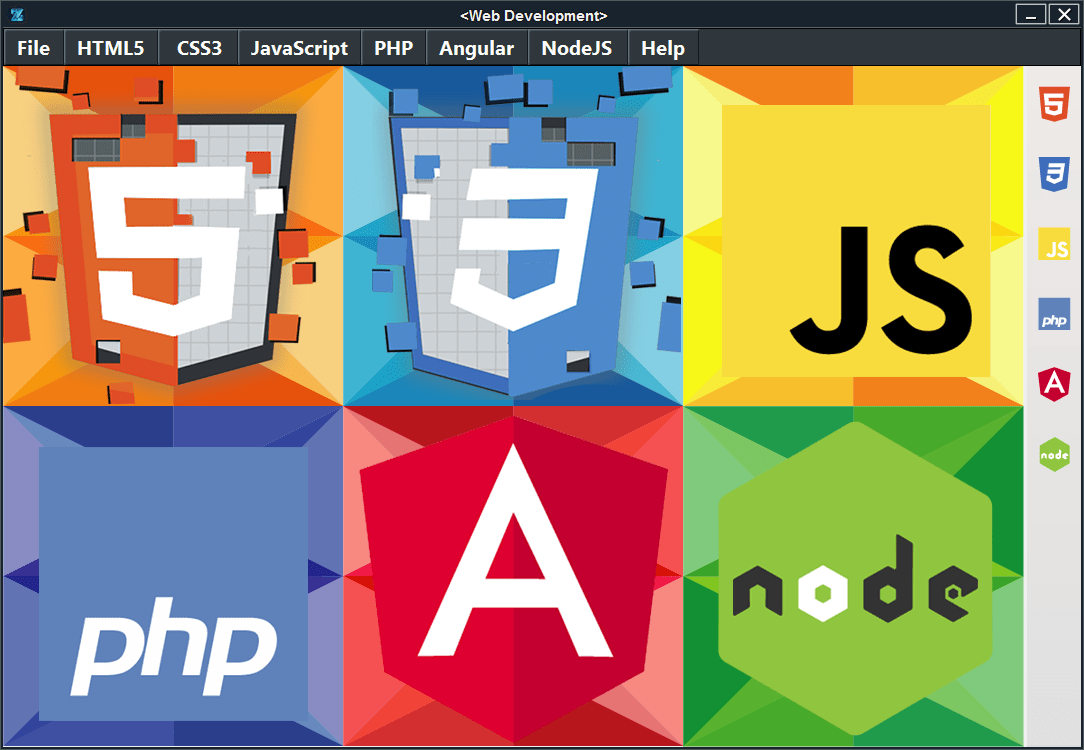 <Web Development>
File HTML5 CSS3 JavaScript PHP Angular NodeJS Help
5 3 JS
php A node
5
3
JS
php
A
node